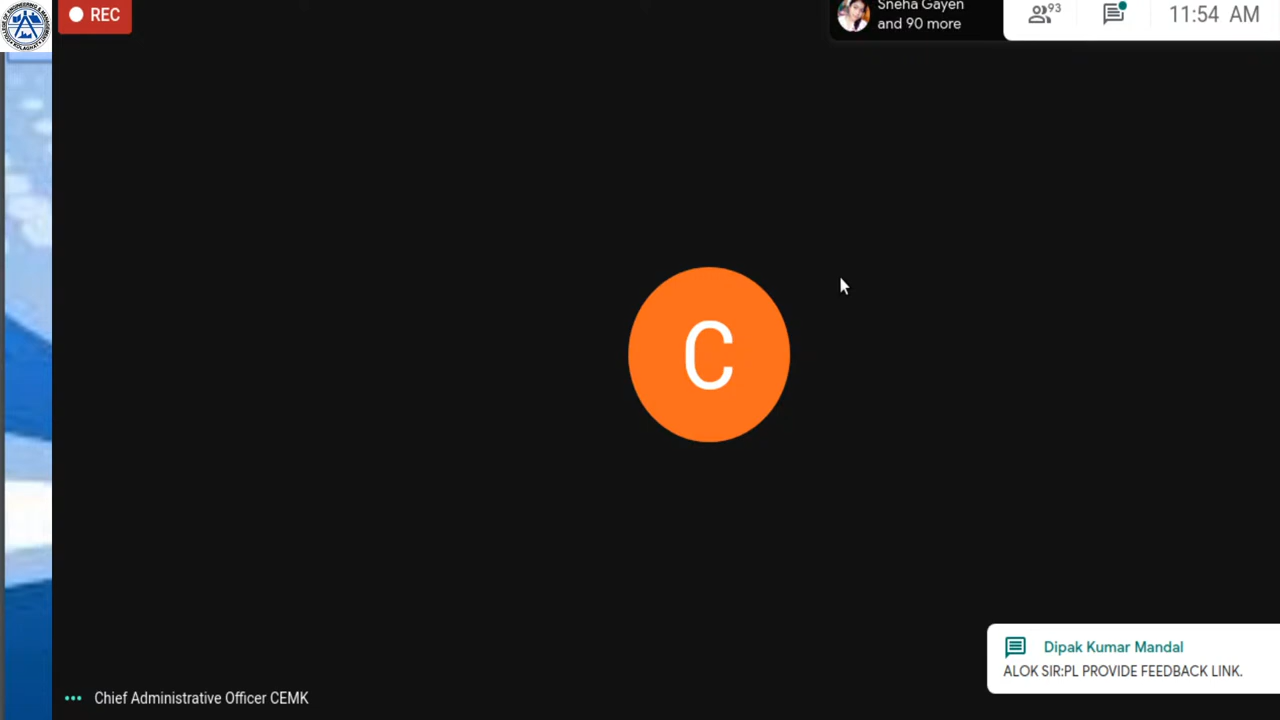 REC
Sneha Gayen
and 90 more
93
11:54 AM
C
Dipak Kumar Mandal
ALOK SIR:PL PROVIDE FEEDBACK LINK.
Chief Administrative Officer CEMK